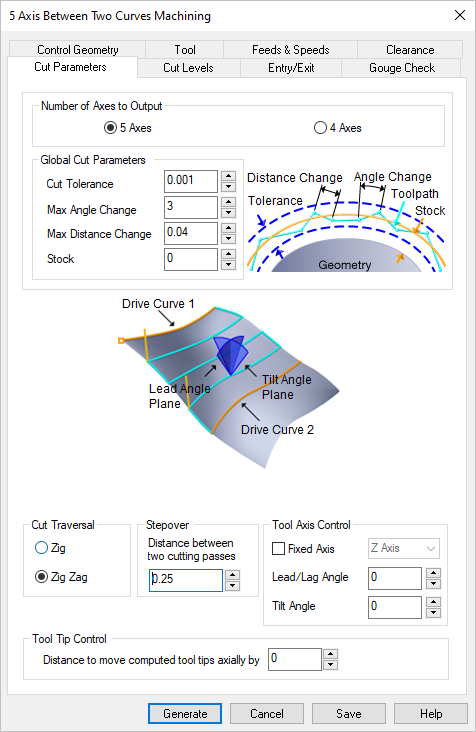 5 Axis Between Two Curves Machining
Control Geometry Tool Feeds & Speeds Clearance
Cut Parameters Cut Levels Entry/Exit Gouge Check
Number of Axes to Output
5 Axes 4 Axes
Global Cut Parameters
Cut Tolerance 0.001
Max Angle Change 3
Max Distance Change 0.04
Stock 0
Distance Change Angle Change
Tolerance Toolpath
Stock
Geometry
Drive Curve 1
Lead Angle
Plane
Tilt Angle
Plane
Drive Curve 2
Cut Traversal
Zig
Zig Zag
Stepover
Distance between
two cutting passes
0.25
Tool Axis Control
Fixed Axis Z Axis
Lead/Lag Angle 0
Tilt Angle 0
Tool Tip Control
Distance to move computed tool tips axially by 0
Generate Cancel Save Help